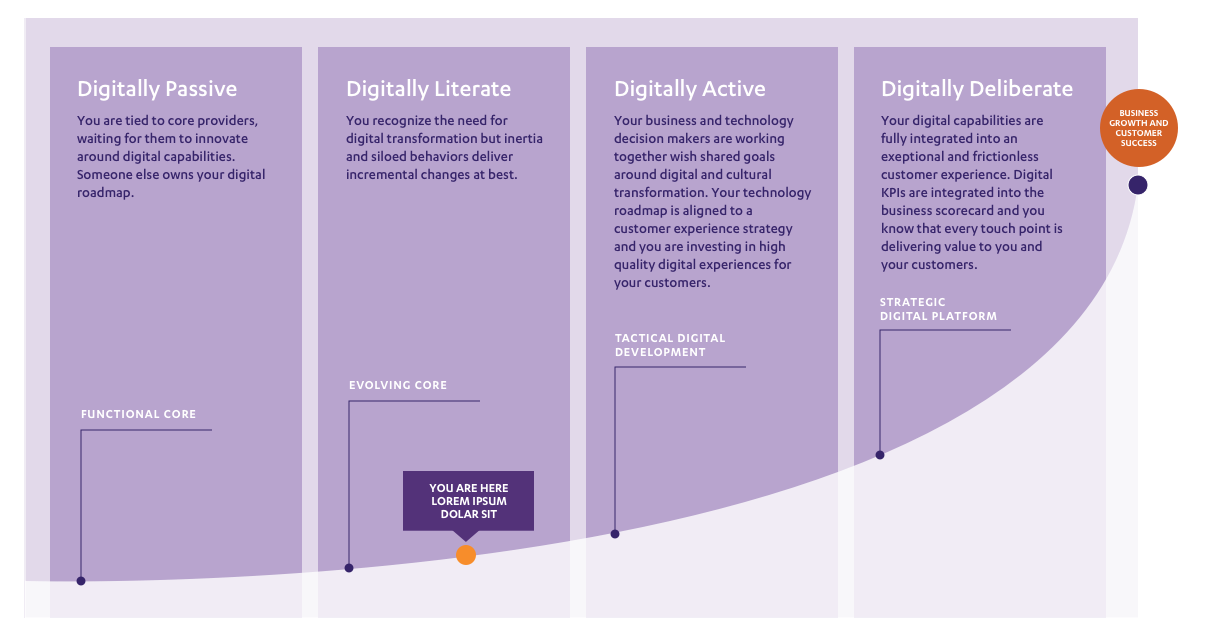 Digitally Passive
You are tied to core providers,
waiting for them to innovate
around digital capabilities.
Someone else owns your digital
roadmap.
FUNCTIONAL CORE
Digitally Literate
You recognize the need for
digital transformation but inertia
and siloed behaviors deliver
incremental changes at best.
EVOLVING CORE
YOU ARE HERE
LOREM IPSUM
DOLAR SIT
Digitally Active
Your business and technology
decision makers are working
together wish shared goals
around digital and cultural
transformation. Your technology
roadmap is aligned to a
customer experience strategy
and you are investing in high
quality digital experiences for
your customers.
TACTICAL DIGITAL
DEVELOPMENT
Digitally Deliberate
Your digital capabilities are
fully integrated into an
exeptional and frictionless
customer experience. Digital
KPIs are integrated into the
business scorecard and you
know that every touch point is
delivering value to you and
your customers.
STRATEGIC
DIGITAL PLATFORM
BUSINESS
GROWTH AND
CUSTOMER
SUCCESS